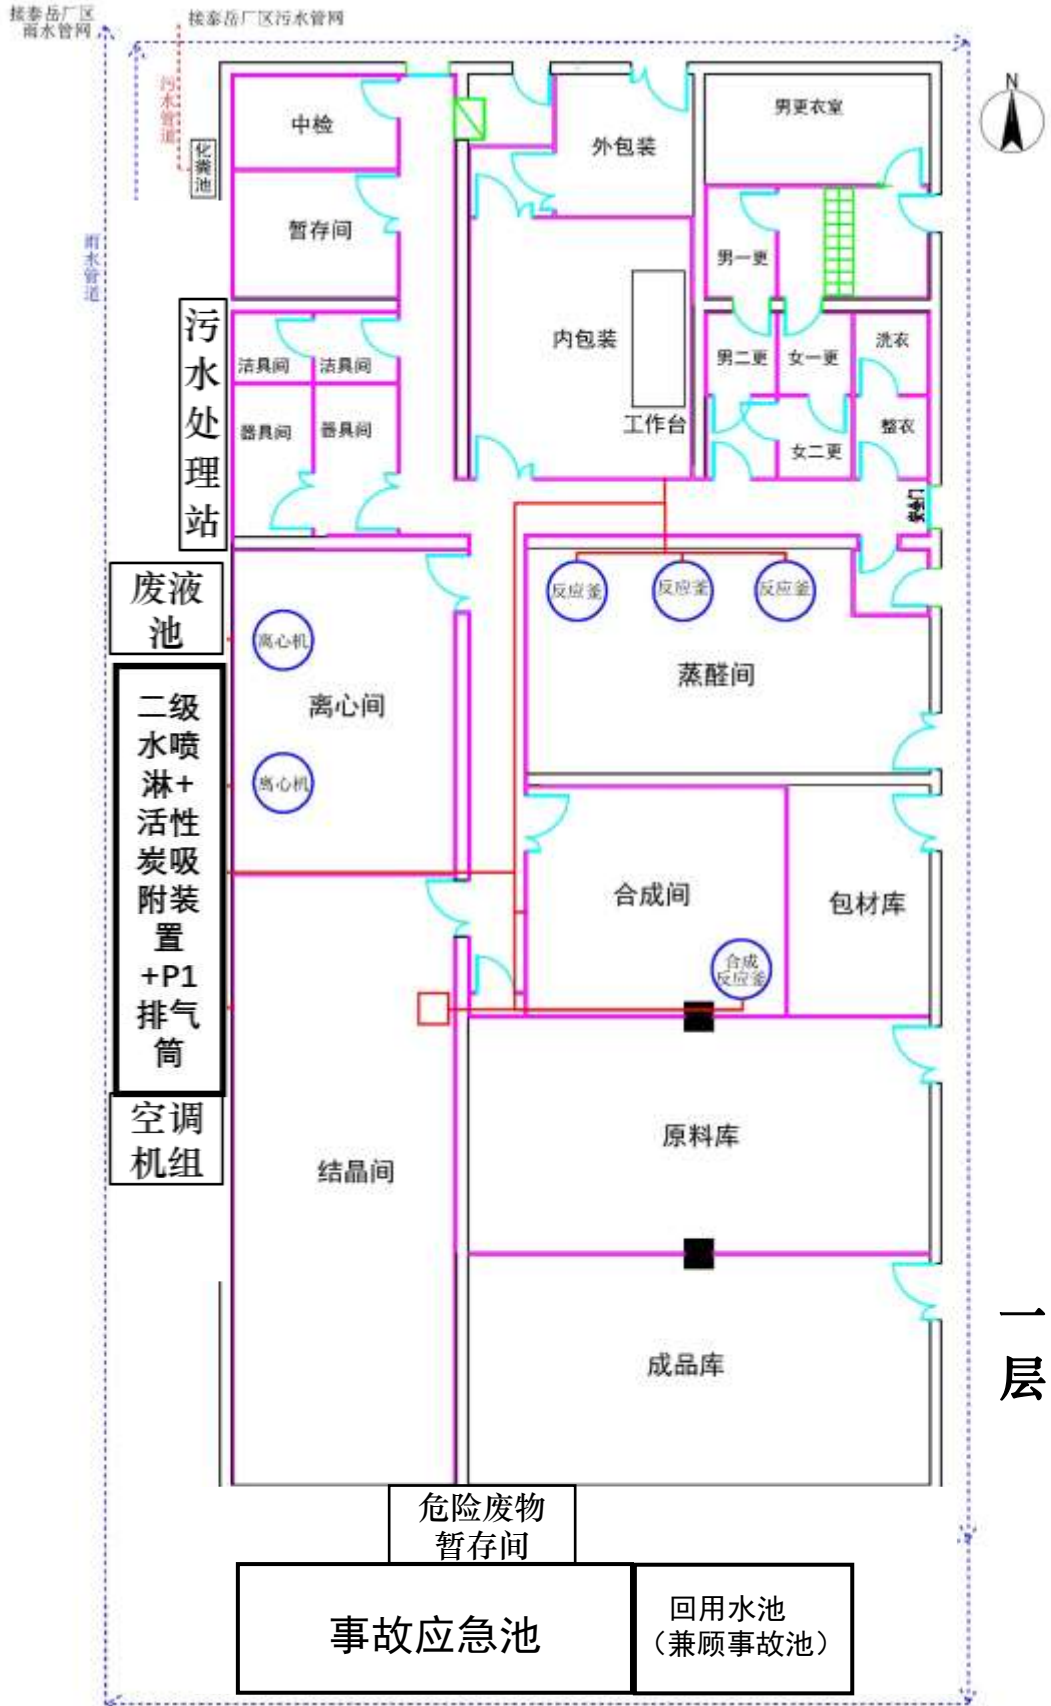 接泰岳厂区
雨水管网
接泰岳厂区污水管网
污水管道
化粪池
雨水管道
N
中检
暂存间
外包装
男更衣室
男一更
内包装
工作台
男二更
女一更
洗衣
女二更
整衣
安全门
洁具间
洁具间
器具间
器具间
污水处理站
废液
池
离心机
离心间
离心机
反应釜
反应釜
反应釜
蒸醛间
二级
水喷
淋+
活性
炭吸
附装
置
+P1
排气
筒
合成间
合成
反应釜
包材库
空调
机组
结晶间
原料库
成品库
一层
危险废物
暂存间
事故应急池
回用水池
（兼顾事故池）